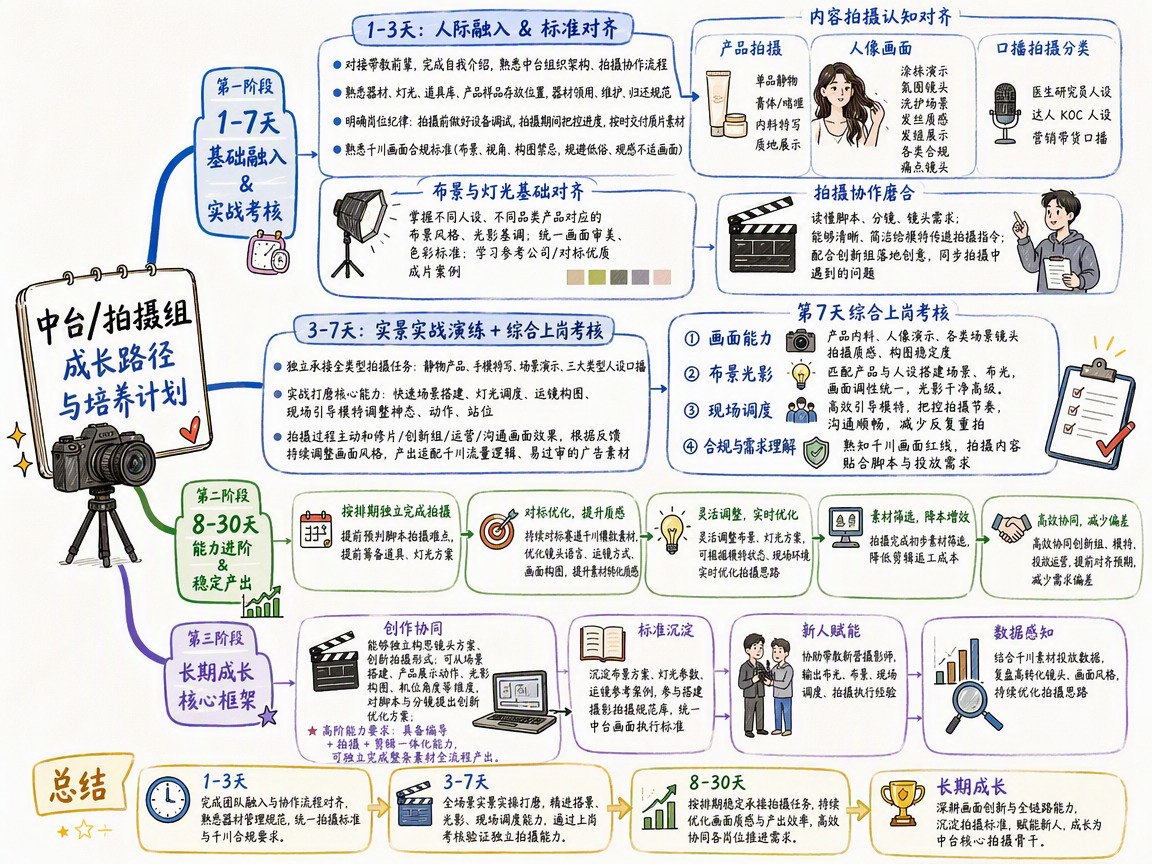 中台/拍摄组
成长路径
与培养计划
第一阶段
1-7天
基础融入
&
实战考核
1-3天：人际融入 & 标准对齐
对接带教前辈，完成自我介绍，熟悉中台组织架构、拍摄协作流程
熟悉器材、灯光、道具库、产品样品存放位置，器材领用、维护、归还规范
明确岗位纪律：拍摄前做好设备调试，拍摄期间把控进度，按时交付质片素材
熟悉千川画面合规标准(布景、视角、构图禁忌，规避低俗、观感不适画面)
内容拍摄认知对齐
产品拍摄
单品静物
膏体/啫喱
内料特写
质地展示
人像画面
涂抹演示
氛围镜头
洗护场景
发丝质感
发缝展示
各类合规
痛点镜头
口播拍摄分类
医生研究员人设
达人 KOC 人设
营销带货口播
布景与灯光基础对齐
掌握不同人设、不同品类产品对应的
布景风格、光影基调；统一画面审美、
色彩标准；学习参考公司/对标优质
成片案例
拍摄协作磨合
读懂脚本、分镜、镜头需求；
能够清晰、简洁给模特传达拍摄指令；
配合创新组落地创意，同步拍摄中
遇到的问题
3-7天：实景实战演练 + 综合上岗考核
独立承接全类型拍摄任务：静物产品、手模特写、场景演示、三大类型人设口播
实战打磨核心能力：快速场景搭建、灯光调度、运镜构图、
现场引导模特调整神态、动作、站位
拍摄过程主动和修片/创新组/运营/沟通画面效果，根据反馈
持续调整画面风格，产出适配千川流量逻辑、易过审的广告素材
第7天综合上岗考核
① 画面能力
产品内料、人像演示、各类场景镜头
拍摄质感、构图稳定度
② 布景光影
匹配产品与人设搭建场景、布光，
画面调性统一，光影干净高级。
③ 现场调度
高效引导模特，把控拍摄节奏，
沟通顺畅，减少反复重拍
④ 合规与需求理解
熟知千川画面红线，拍摄内容
贴合脚本与投放需求
第二阶段
8-30天
能力进阶
&
稳定产出
按排期独立完成拍摄
提前预判脚本拍摄难点，
提前筹备道具、灯光方案
对标优化，提升质感
持续对标赛道千川爆款素材，
优化镜头语言、运镜方式，
画面构图，提升素材转化质感
灵活调整，实时优化
灵活调整布景、灯光方案，
可根据模特状态、现场环境
实时优化拍摄思路
素材筛选，降本增效
拍摄完成初步素材筛选，
降低剪辑返工成本
高效协同，减少偏差
高效协同创新组、模特、
投放运营，提前对齐预期，
减少需求偏差
第三阶段
长期成长
核心框架
创作协同
能够独立构思镜头方案、
创新拍摄形式；可从场景
搭建、产品展示动作、光影
构图、机位角度等维度，
对脚本与分镜提出创新
优化方案；
★ 高阶能力要求：具备编导
+ 拍摄 + 剪辑一体化能力，
可独立完成整条素材全流程产出。
标准沉淀
沉淀布景方案、灯光参数、
运镜参考案例，参与搭建
摄影拍摄规范库，统一
中台画面执行标准
新人赋能
协助带教新晋摄影师，
输出布光、布景、现场
调度、拍摄执行经验
数据感知
结合千川素材投放数据，
复盘高转化镜头、画面风格，
持续优化拍摄思路
总结
1-3天
完成团队融入与协作流程对齐，
熟悉器材管理规范，统一拍摄标准
与千川合规要求。
3-7天
全场景实景实操打磨，精进搭景、
光影、现场调度能力，通过上岗
考核验证独立拍摄能力。
8-30天
按排期稳定承接拍摄任务，持续
优化画面质感与产出效率，高效
协同各岗位推进需求。
长期成长
深耕画面创新与全链路能力，
沉淀拍摄标准，赋能新人，成长为
中台核心拍摄骨干。